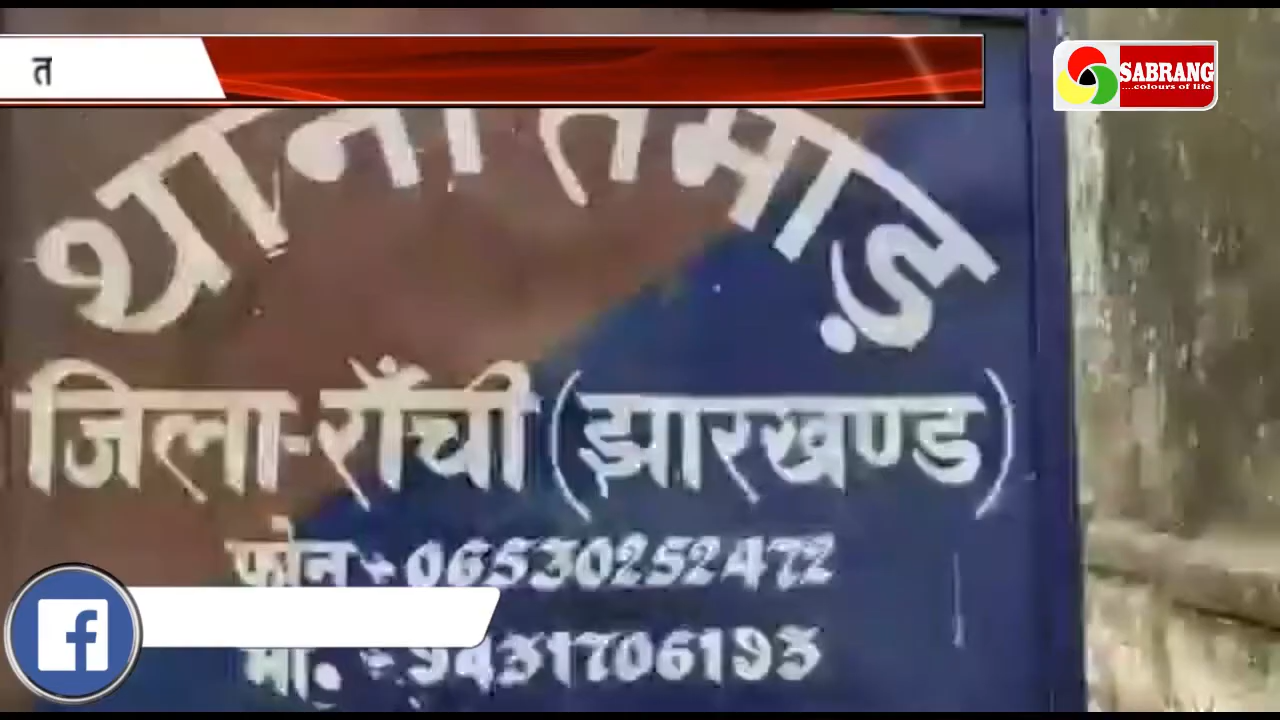 त
SABRANG
....colours of life
थाना तमाड़
जिला-राँची (झारखण्ड)
फोन - 06530252472
मो. - 9431706193